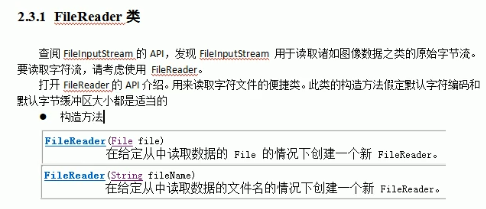 2.3.1 FileReader 类
查阅 FileInputStream 的 API，发现 FileInputStream 用于读取诸如图像数据之类的原始字节流。
要读取字符流，请考虑使用 FileReader。
打开 FileReader 的 API 介绍。用来读取字符文件的便捷类。此类的构造方法假定默认字符编码和
默认字节缓冲区大小都是适当的
● 构造方法
FileReader(File file)
在给定从中读取数据的 File 的情况下创建一个新 FileReader。
FileReader(String fileName)
在给定从中读取数据的文件名的情况下创建一个新 FileReader。